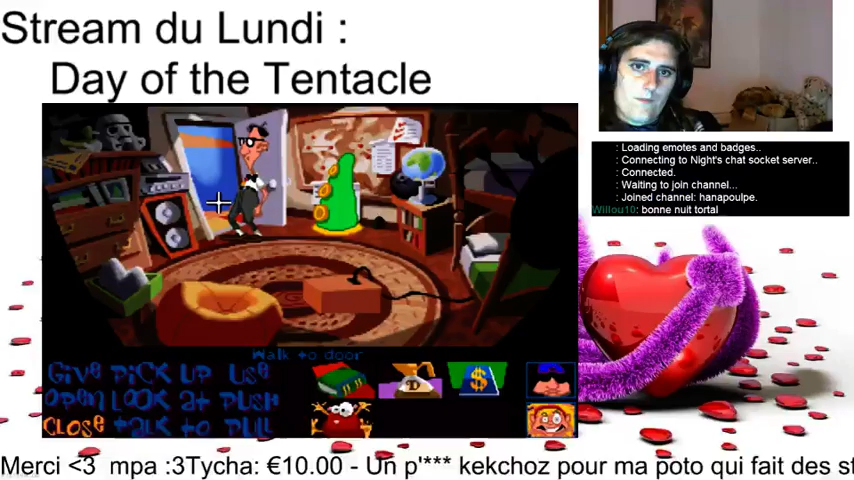 Stream du Lundi :
Day of the Tentacle
: Loading emotes and badges..
: Connecting to Night's chat socket server..
: Connected.
: Waiting to join channel...
: Joined channel: hanapoulpe.
Willou10: bonne nuit tortal
Walk to door
Give Pick up Use
Open Look at Push
Close Talk to Pull
D
$
Merci <3 mpa :3Tycha: €10.00 - Un p'*** kekchoz pour ma poto qui fait des st